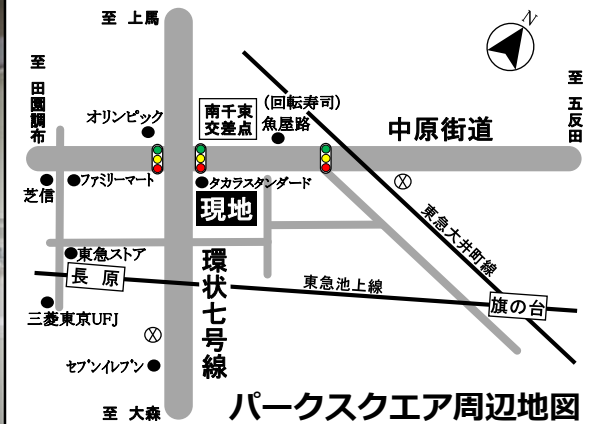 至 上馬
N
至 田園調布
至 五反田
オリンピック
南千束
交差点
(回転寿司)
魚屋路
中原街道
芝信
ファミリーマート
タカラスタンダード
現地
東急大井町線
東急ストア
長原
環状七号線
東急池上線
旗の台
三菱東京UFJ
セブンイレブン
至 大森
パークスクエア周辺地図